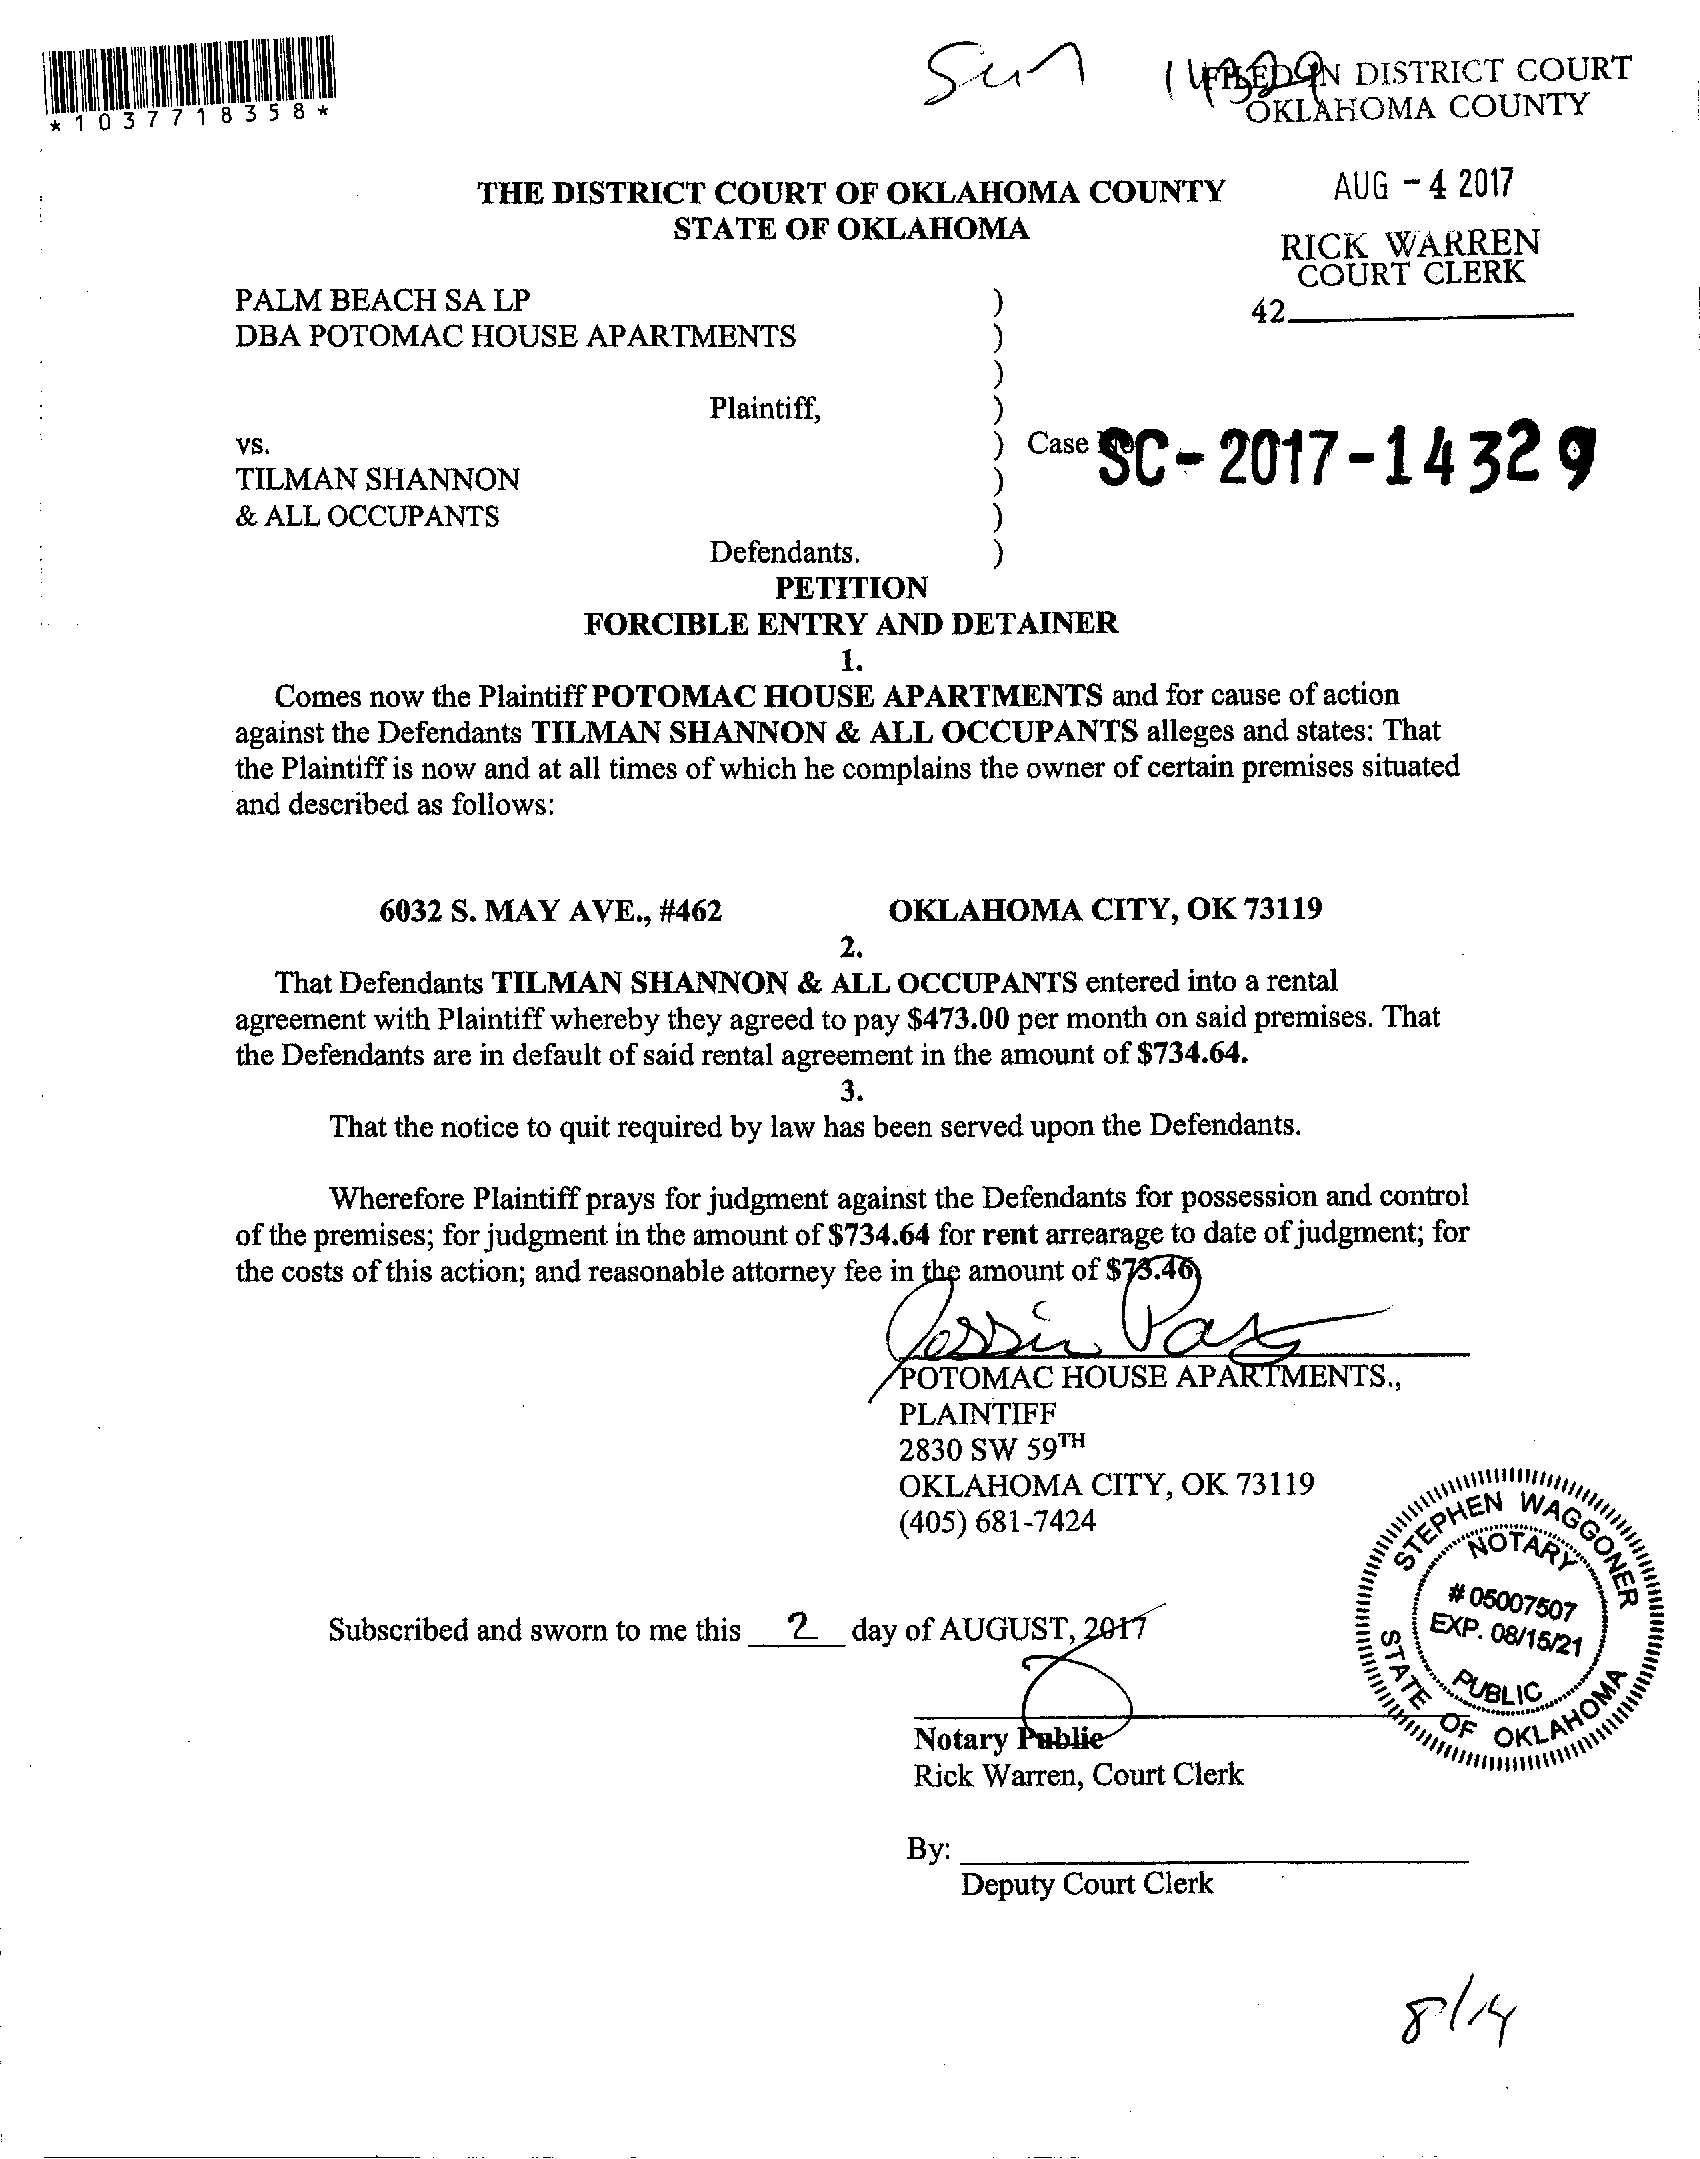 *1037718358*
14329
FILED IN DISTRICT COURT
OKLAHOMA COUNTY
AUG - 4 2017
RICK WARREN
COURT CLERK
42
THE DISTRICT COURT OF OKLAHOMA COUNTY
STATE OF OKLAHOMA
PALM BEACH SA LP )
DBA POTOMAC HOUSE APARTMENTS )
)
Plaintiff, )
vs. ) Case No SC-2017-14329
TILMAN SHANNON )
& ALL OCCUPANTS )
Defendants. )
PETITION
FORCIBLE ENTRY AND DETAINER
1.
Comes now the Plaintiff POTOMAC HOUSE APARTMENTS and for cause of action
against the Defendants TILMAN SHANNON & ALL OCCUPANTS alleges and states: That
the Plaintiff is now and at all times of which he complains the owner of certain premises situated
and described as follows:
6032 S. MAY AVE., #462 OKLAHOMA CITY, OK 73119
2.
That Defendants TILMAN SHANNON & ALL OCCUPANTS entered into a rental
agreement with Plaintiff whereby they agreed to pay $473.00 per month on said premises. That
the Defendants are in default of said rental agreement in the amount of $734.64.
3.
That the notice to quit required by law has been served upon the Defendants.
Wherefore Plaintiff prays for judgment against the Defendants for possession and control
of the premises; for judgment in the amount of $734.64 for rent arrearage to date of judgment; for
the costs of this action; and reasonable attorney fee in the amount of $73.46
POTOMAC HOUSE APARTMENTS.,
PLAINTIFF
2830 SW 59TH
OKLAHOMA CITY, OK 73119
(405) 681-7424
STEPHEN WAGGONER
NOTARY
# 05007507
EXP. 08/15/21
PUBLIC
STATE OF OKLAHOMA
Subscribed and sworn to me this 2 day of AUGUST, 2017
Notary Public
Rick Warren, Court Clerk
By:
Deputy Court Clerk
8/14